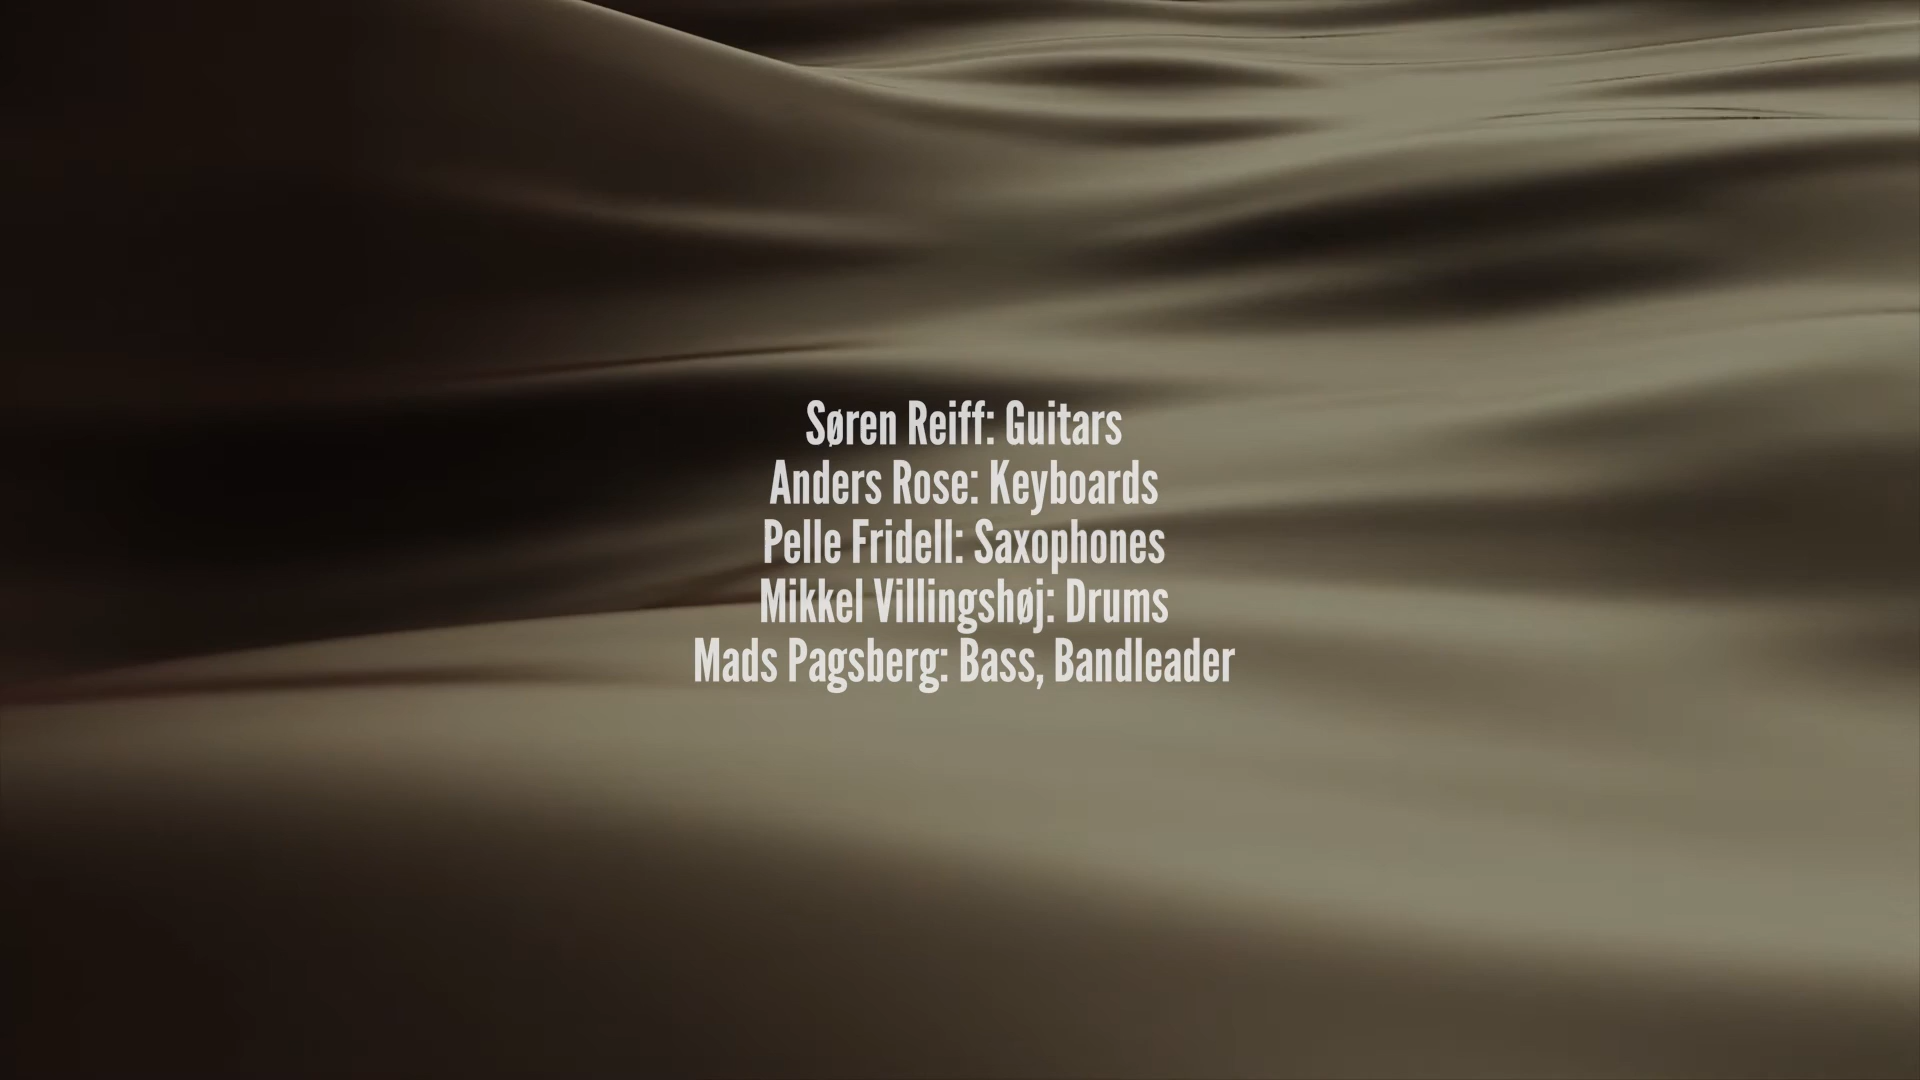 Søren Reiff: Guitars
Anders Rose: Keyboards
Pelle Fridell: Saxophones
Mikkel Villingshøj: Drums
Mads Pagsberg: Bass, Bandleader